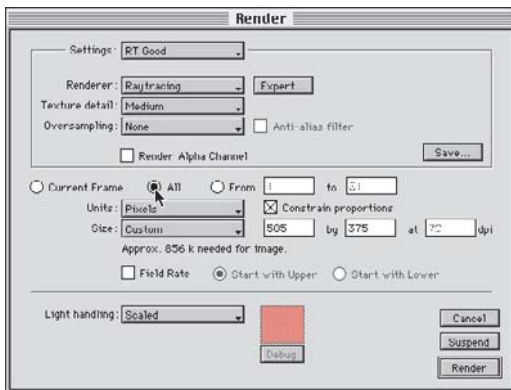 Render
Settings: RT Good
Renderer: Raytracing Expert
Texture detail: Medium
Oversampling: None Anti-alias filter
Render Alpha Channel Save...
Current Frame All From 1 to
Units: Pixels Constrain proportions
Size: Custom 505 by 375 at 72 dpi
Approx. 856 k needed for image.
Field Rate Start with Upper Start with Lower
Light handling: Scaled Cancel
Suspend
Debug
Render